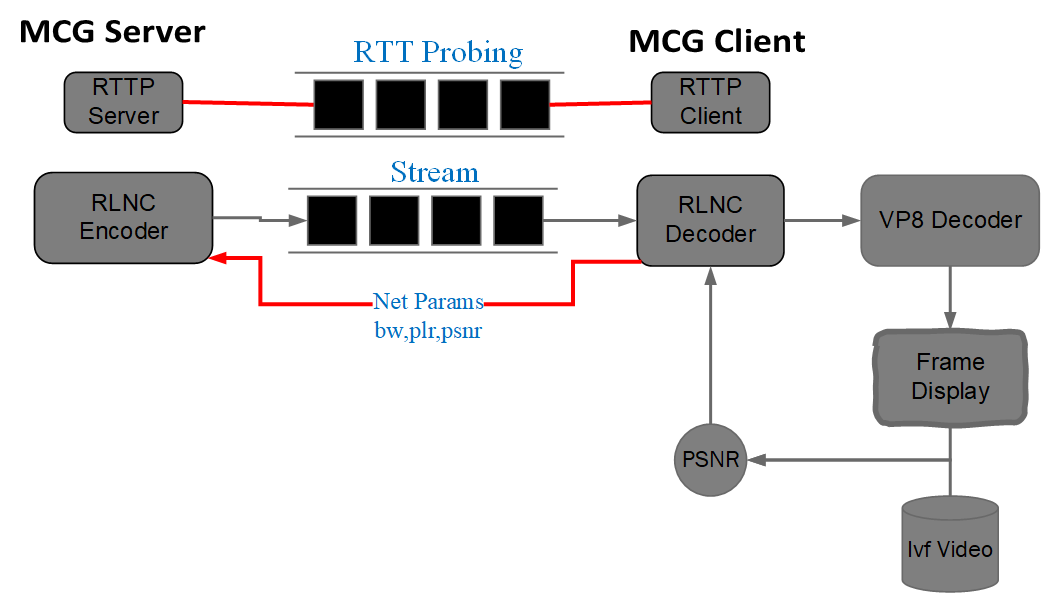 MCG Server
RTT Probing
MCG Client
RTTP
Server
RTTP
Client
Stream
RLNC
Encoder
RLNC
Decoder
VP8 Decoder
Net Params
bw,plr,psnr
Frame
Display
PSNR
Ivf Video